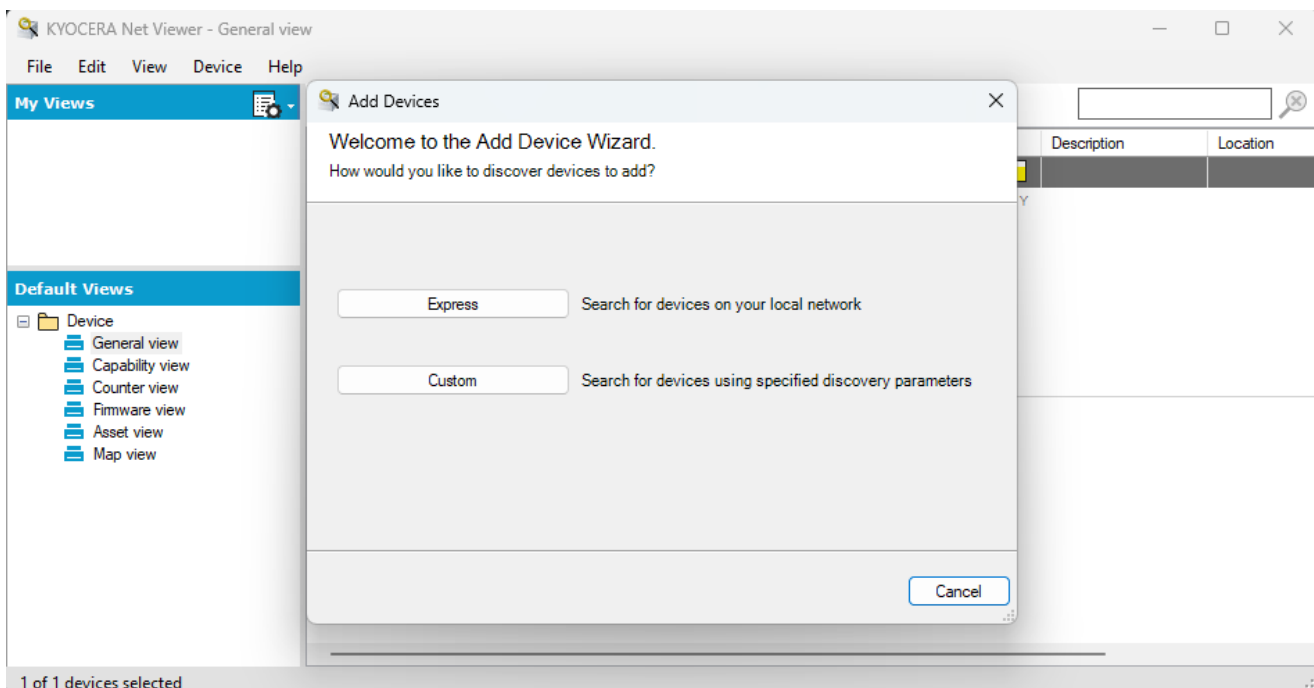 KYOCERA Net Viewer - General view
File Edit View Device Help
My Views
Add Devices
Welcome to the Add Device Wizard.
How would you like to discover devices to add?
Description Location
Y
Default Views
Device
General view
Capability view
Counter view
Firmware view
Asset view
Map view
Express Search for devices on your local network
Custom Search for devices using specified discovery parameters
Cancel
1 of 1 devices selected